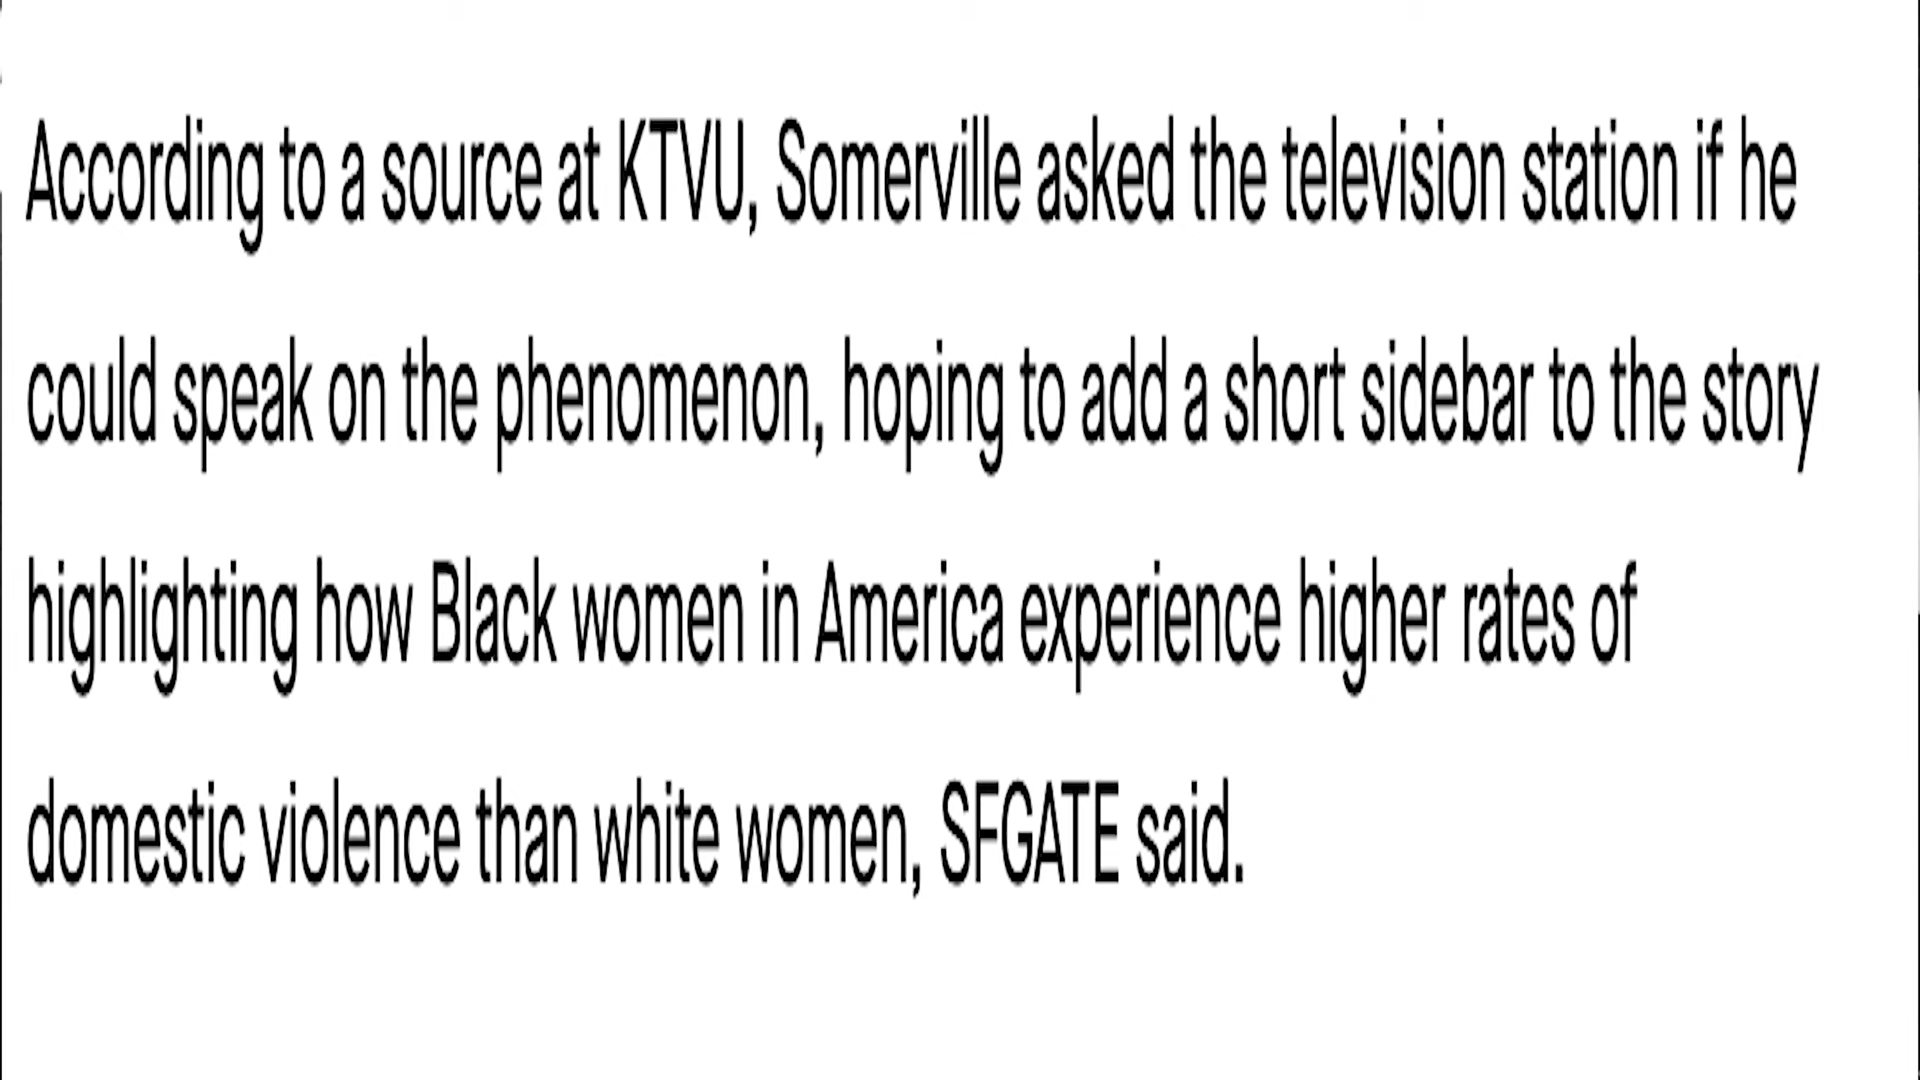 According to a source at KTVU, Somerville asked the television station if he
could speak on the phenomenon, hoping to add a short sidebar to the story
highlighting how Black women in America experience higher rates of
domestic violence than white women, SFGATE said.